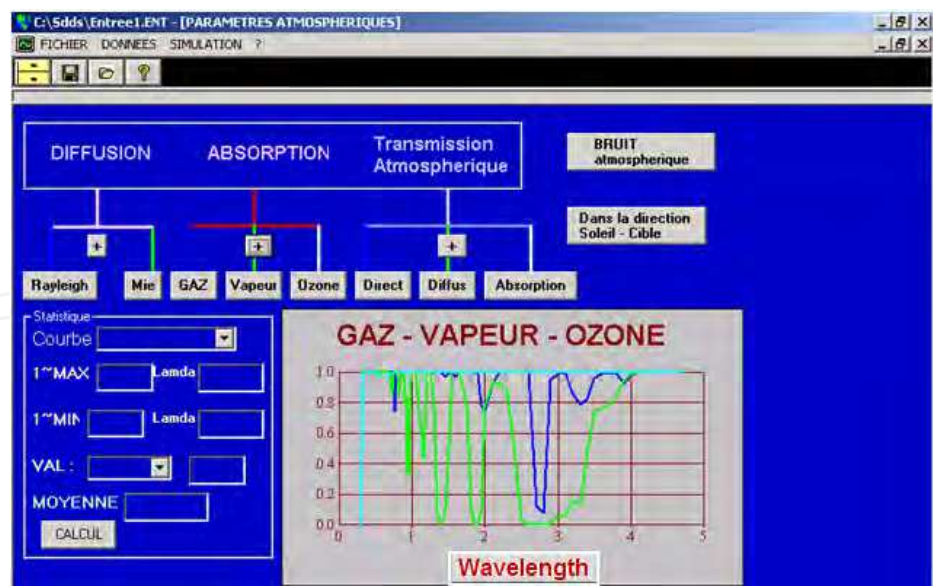 C:\Sdds\Entree1.ENT - [PARAMETRES ATMOSPHERIQUES]
FICHIER DONNEES SIMULATION ?
DIFFUSION ABSORPTION Transmission
Atmospherique
BRUIT
atmospherique
Dans la direction
Soleil - Cible
+ + +
Rayleigh Mie GAZ Vapeur Ozone Direct Diffus Absorption
Statistique
Courbe
1~MAX Lamda
1~MIN Lamda
VAL :
MOYENNE
CALCUL
GAZ - VAPEUR - OZONE
1.0
0.8
0.6
0.4
0.2
0.0
0 1 2 3 4 5
Wavelength